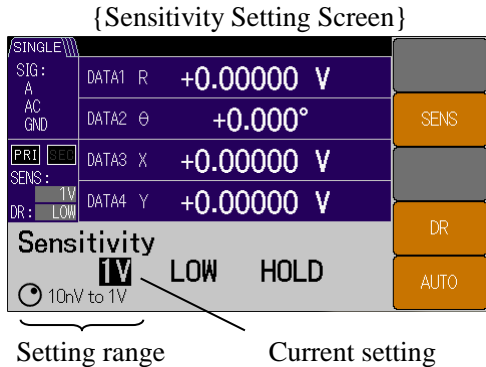 {Sensitivity Setting Screen}
SINGLE
SIG:
A
AC
GND
DATA1 R +0.00000 V
DATA2 θ +0.000°
SENS
PRI SEC
DATA3 X +0.00000 V
SENS:
1V
DR: LOW
DATA4 Y +0.00000 V
DR
Sensitivity
1V LOW HOLD
AUTO
10nV to 1V
Setting range
Current setting